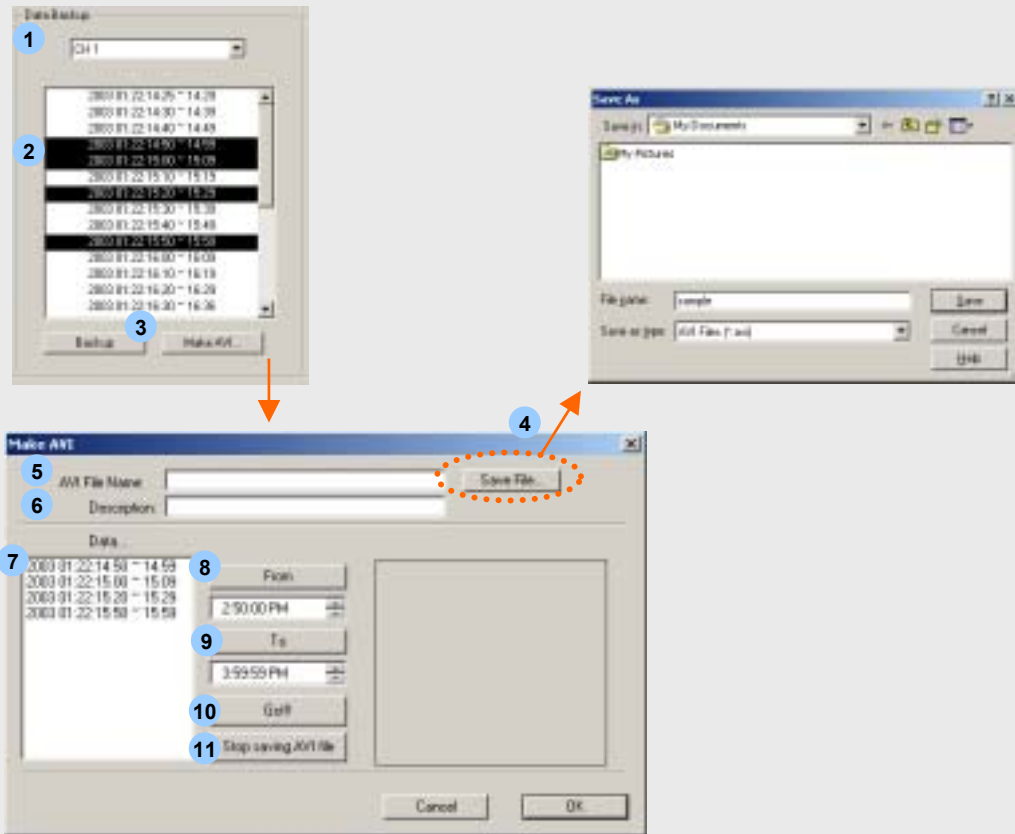 Data Backup
1
CH 1
2003:01:22:14:25 ~ 14:29
2003:01:22:14:30 ~ 14:39
2003:01:22:14:40 ~ 14:49
2
2003:01:22:14:50 ~ 14:59
2003:01:22:15:00 ~ 15:09
2003:01:22:15:10 ~ 15:19
2003:01:22:15:20 ~ 15:29
2003:01:22:15:30 ~ 15:39
2003:01:22:15:40 ~ 15:49
2003:01:22:15:50 ~ 15:59
2003:01:22:16:00 ~ 16:09
2003:01:22:16:10 ~ 16:19
2003:01:22:16:20 ~ 16:29
2003:01:22:16:30 ~ 16:36
3
Backup
Make AVI...
Save As
Save in:
My Documents
My Pictures
File name:
sample
Save
Save as type:
AVI Files (*.avi)
Cancel
Help
4
Make AVI
5
AVI File Name:
Save File...
6
Description:
Data...
7
2003:01:22:14:50 ~ 14:59
2003:01:22:15:00 ~ 15:09
2003:01:22:15:20 ~ 15:29
2003:01:22:15:50 ~ 15:59
8
From
2:50:00 PM
9
To
3:59:59 PM
10
Go!!!
11
Stop saving AVI file
Cancel
OK